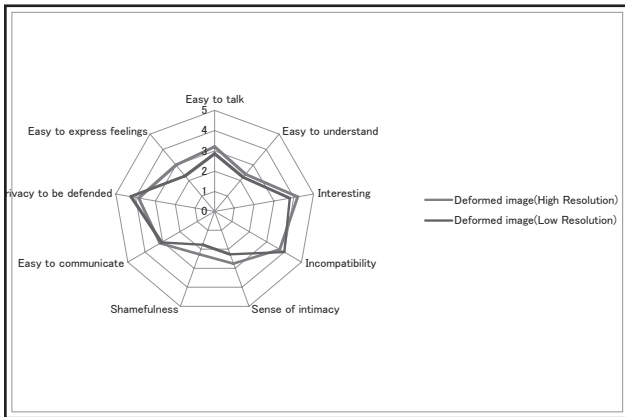 Easy to talk
5
4
3
2
1
0
Easy to understand
Interesting
Incompatibility
Sense of intimacy
Shamefulness
Easy to communicate
rivacy to be defended
Easy to express feelings
Deformed image(High Resolution)
Deformed image(Low Resolution)